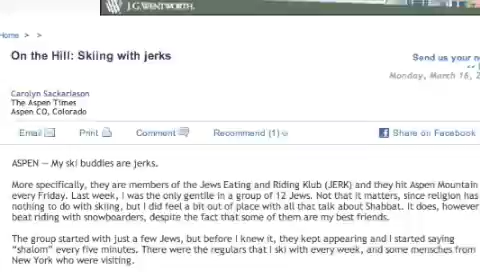 J.G. WENTWORTH.
Home > >
On the Hill: Skiing with jerks
Send us your
Monday, March 16,
Carolyn Sackariason
The Aspen Times
Aspen CO, Colorado
Email Print Comment Recommend (1) Share on Facebook
ASPEN — My ski buddies are jerks.
More specifically, they are members of the Jews Eating and Riding Klub (JERK) and they hit Aspen Mountain
every Friday. Last week, I was the only gentile in a group of 12 Jews. Not that it matters, since religion has
nothing to do with skiing, but I did feel a bit out of place with all that talk about Shabbat. It does, however
beat riding with snowboarders, despite the fact that some of them are my best friends.
The group started with just a few Jews, but before I knew it, they kept appearing and I started saying
“shalom” every five minutes. There were the regulars that I ski with every week, and some mensches from
New York who were visiting.